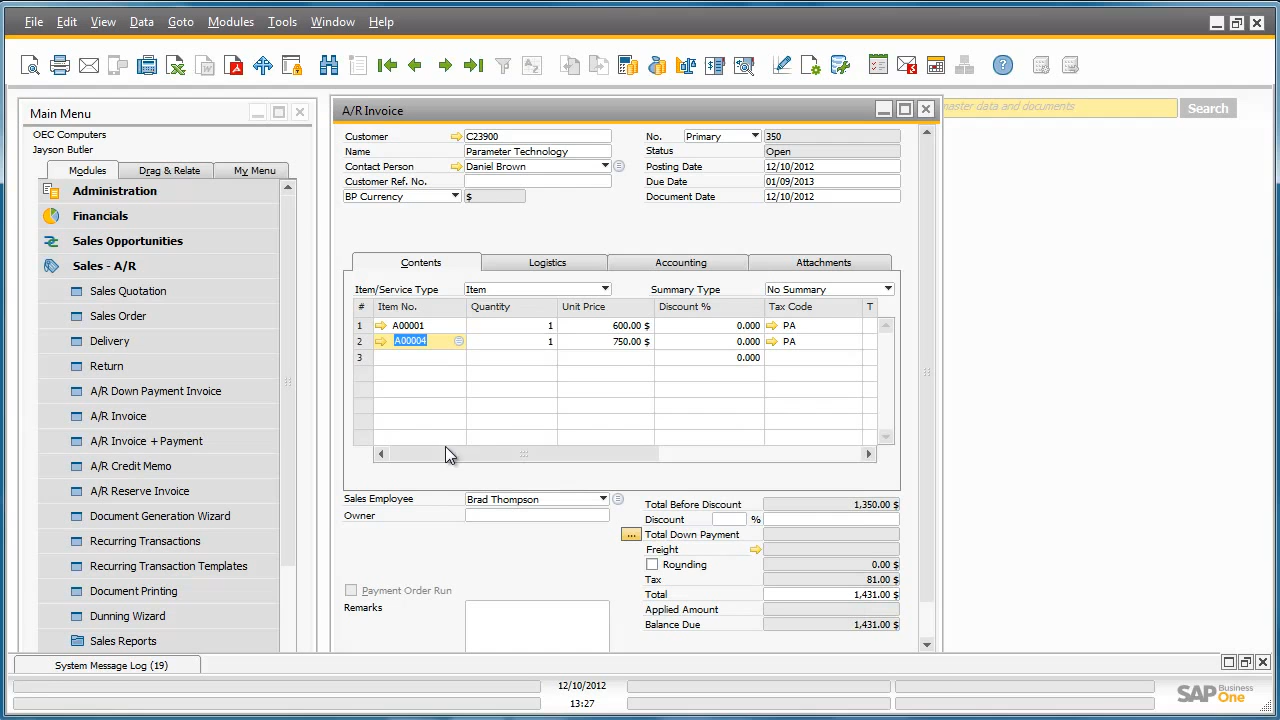 File Edit View Data Goto Modules Tools Window Help
master data and documents Search
Main Menu
OEC Computers
Jayson Butler
Modules Drag & Relate My Menu
Administration
Financials
Sales Opportunities
Sales - A/R
Sales Quotation
Sales Order
Delivery
Return
A/R Down Payment Invoice
A/R Invoice
A/R Invoice + Payment
A/R Credit Memo
A/R Reserve Invoice
Document Generation Wizard
Recurring Transactions
Recurring Transaction Templates
Document Printing
Dunning Wizard
Sales Reports
A/R Invoice
Customer C23900
Name Parameter Technology
Contact Person Daniel Brown
Customer Ref. No.
BP Currency $
No. Primary 350
Status Open
Posting Date 12/10/2012
Due Date 01/09/2013
Document Date 12/10/2012
Contents Logistics Accounting Attachments
Item/Service Type Item Summary Type No Summary
# Item No. Quantity Unit Price Discount % Tax Code T
1 A00001 1 600.00 $ 0.000 PA
2 A00004 1 750.00 $ 0.000 PA
3 0.000
Sales Employee Brad Thompson
Owner
Payment Order Run
Remarks
Total Before Discount 1,350.00 $
Discount %
... Total Down Payment
Freight
Rounding 0.00 $
Tax 81.00 $
Total 1,431.00 $
Applied Amount
Balance Due 1,431.00 $
System Message Log (19)
12/10/2012
13:27
SAP Business One